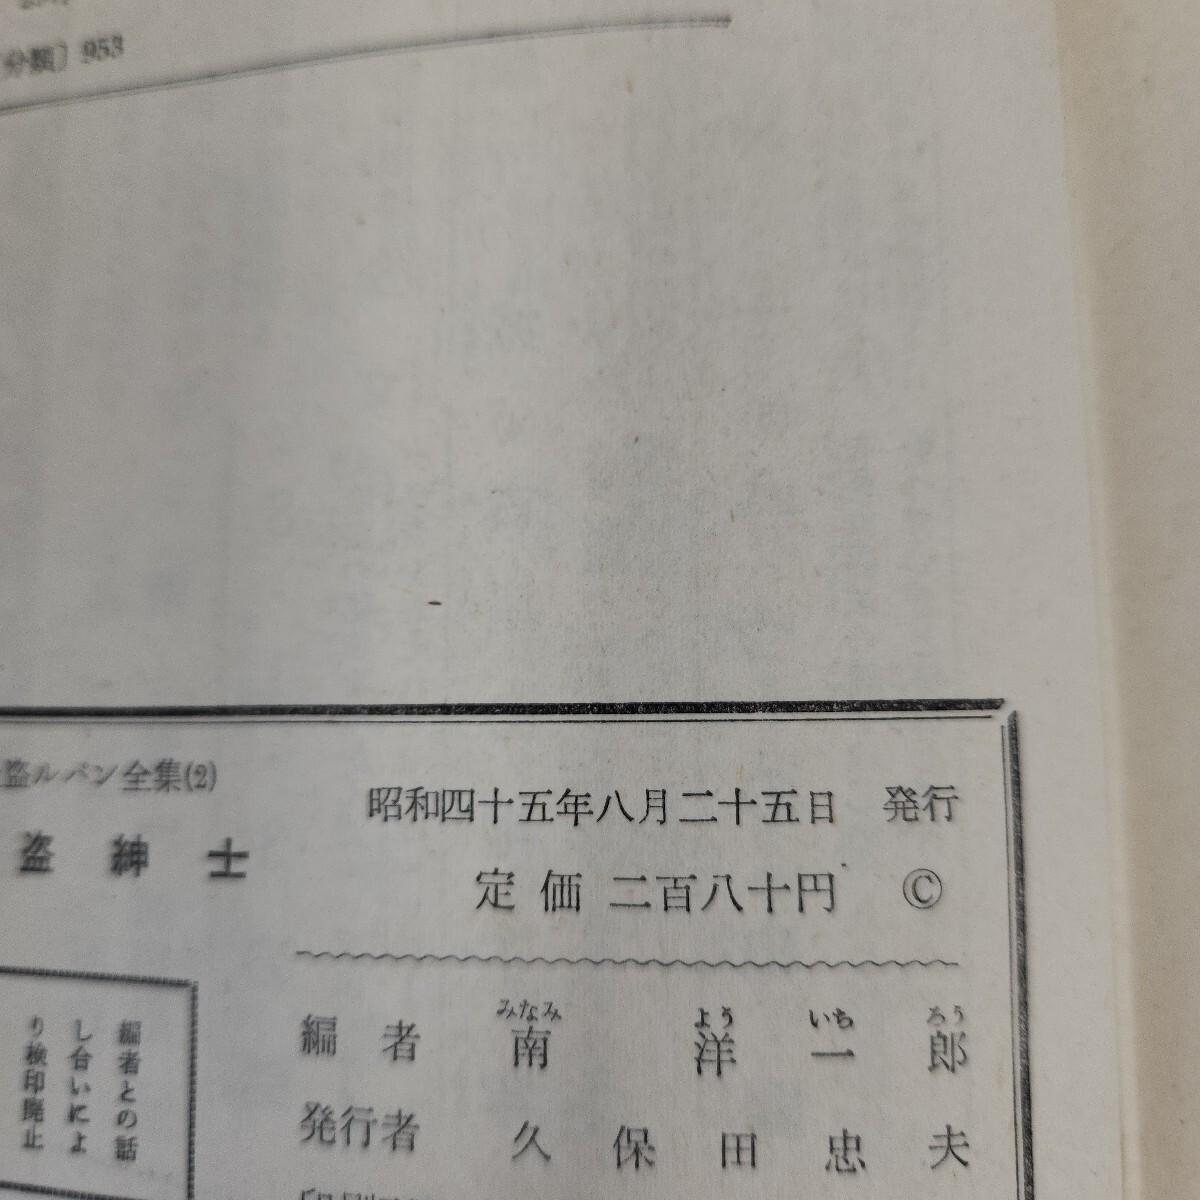 分類〕953
盗ルパン全集(2)
盗紳士
昭和四十五年八月二十五日 発行
定価 二百八十円 ©
みなみ よう いち ろう
編者 南 洋 一 郎
発行者 久 保 田 忠 夫
編者との話
し合いによ
り検印廃止